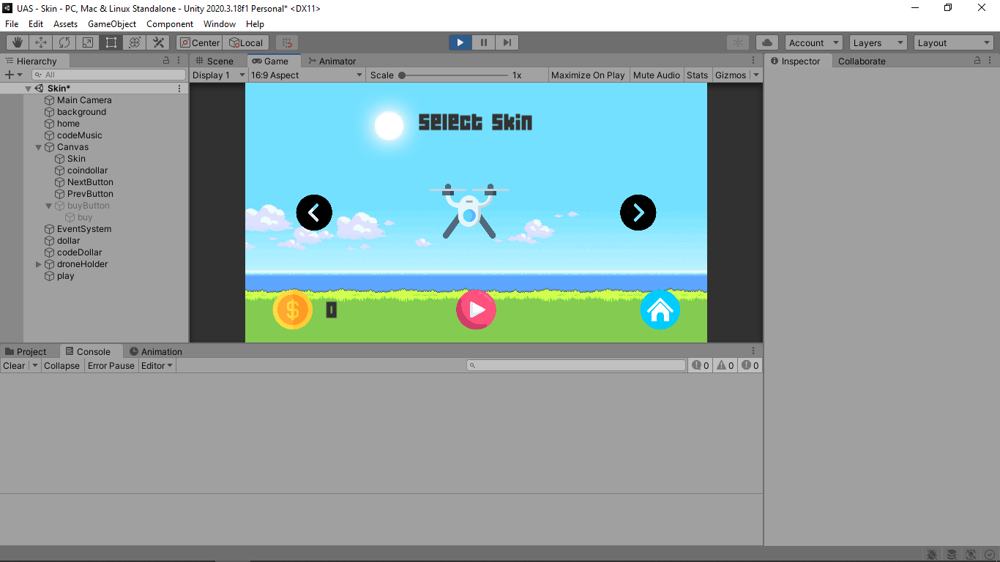 UAS - Skin - PC, Mac & Linux Standalone - Unity 2020.3.18f1 Personal* <DX11>
File Edit Assets GameObject Component Window Help
Center Local Account Layers Layout
Hierarchy Scene Game Animator Inspector Collaborate
All Display 1 16:9 Aspect Scale 1x Maximize On Play Mute Audio Stats Gizmos
Skin*
Main Camera
background
home
codeMusic
Canvas
Skin
coindollar
NextButton
PrevButton
buyButton
buy
EventSystem
dollar
codeDollar
droneHolder
play
Select Skin
$ 0
Project Console Animation
Clear Collapse Error Pause Editor 0 0 0